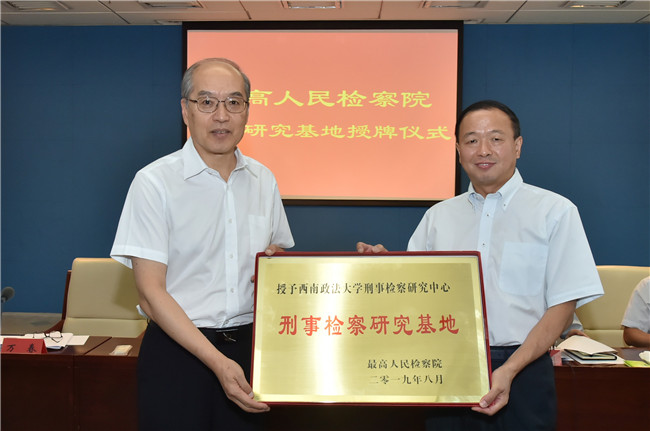 高人民检察院
研究基地授牌仪式
授予西南政法大学刑事检察研究中心
刑事检察研究基地
最高人民检察院
二零一九年八月
万春